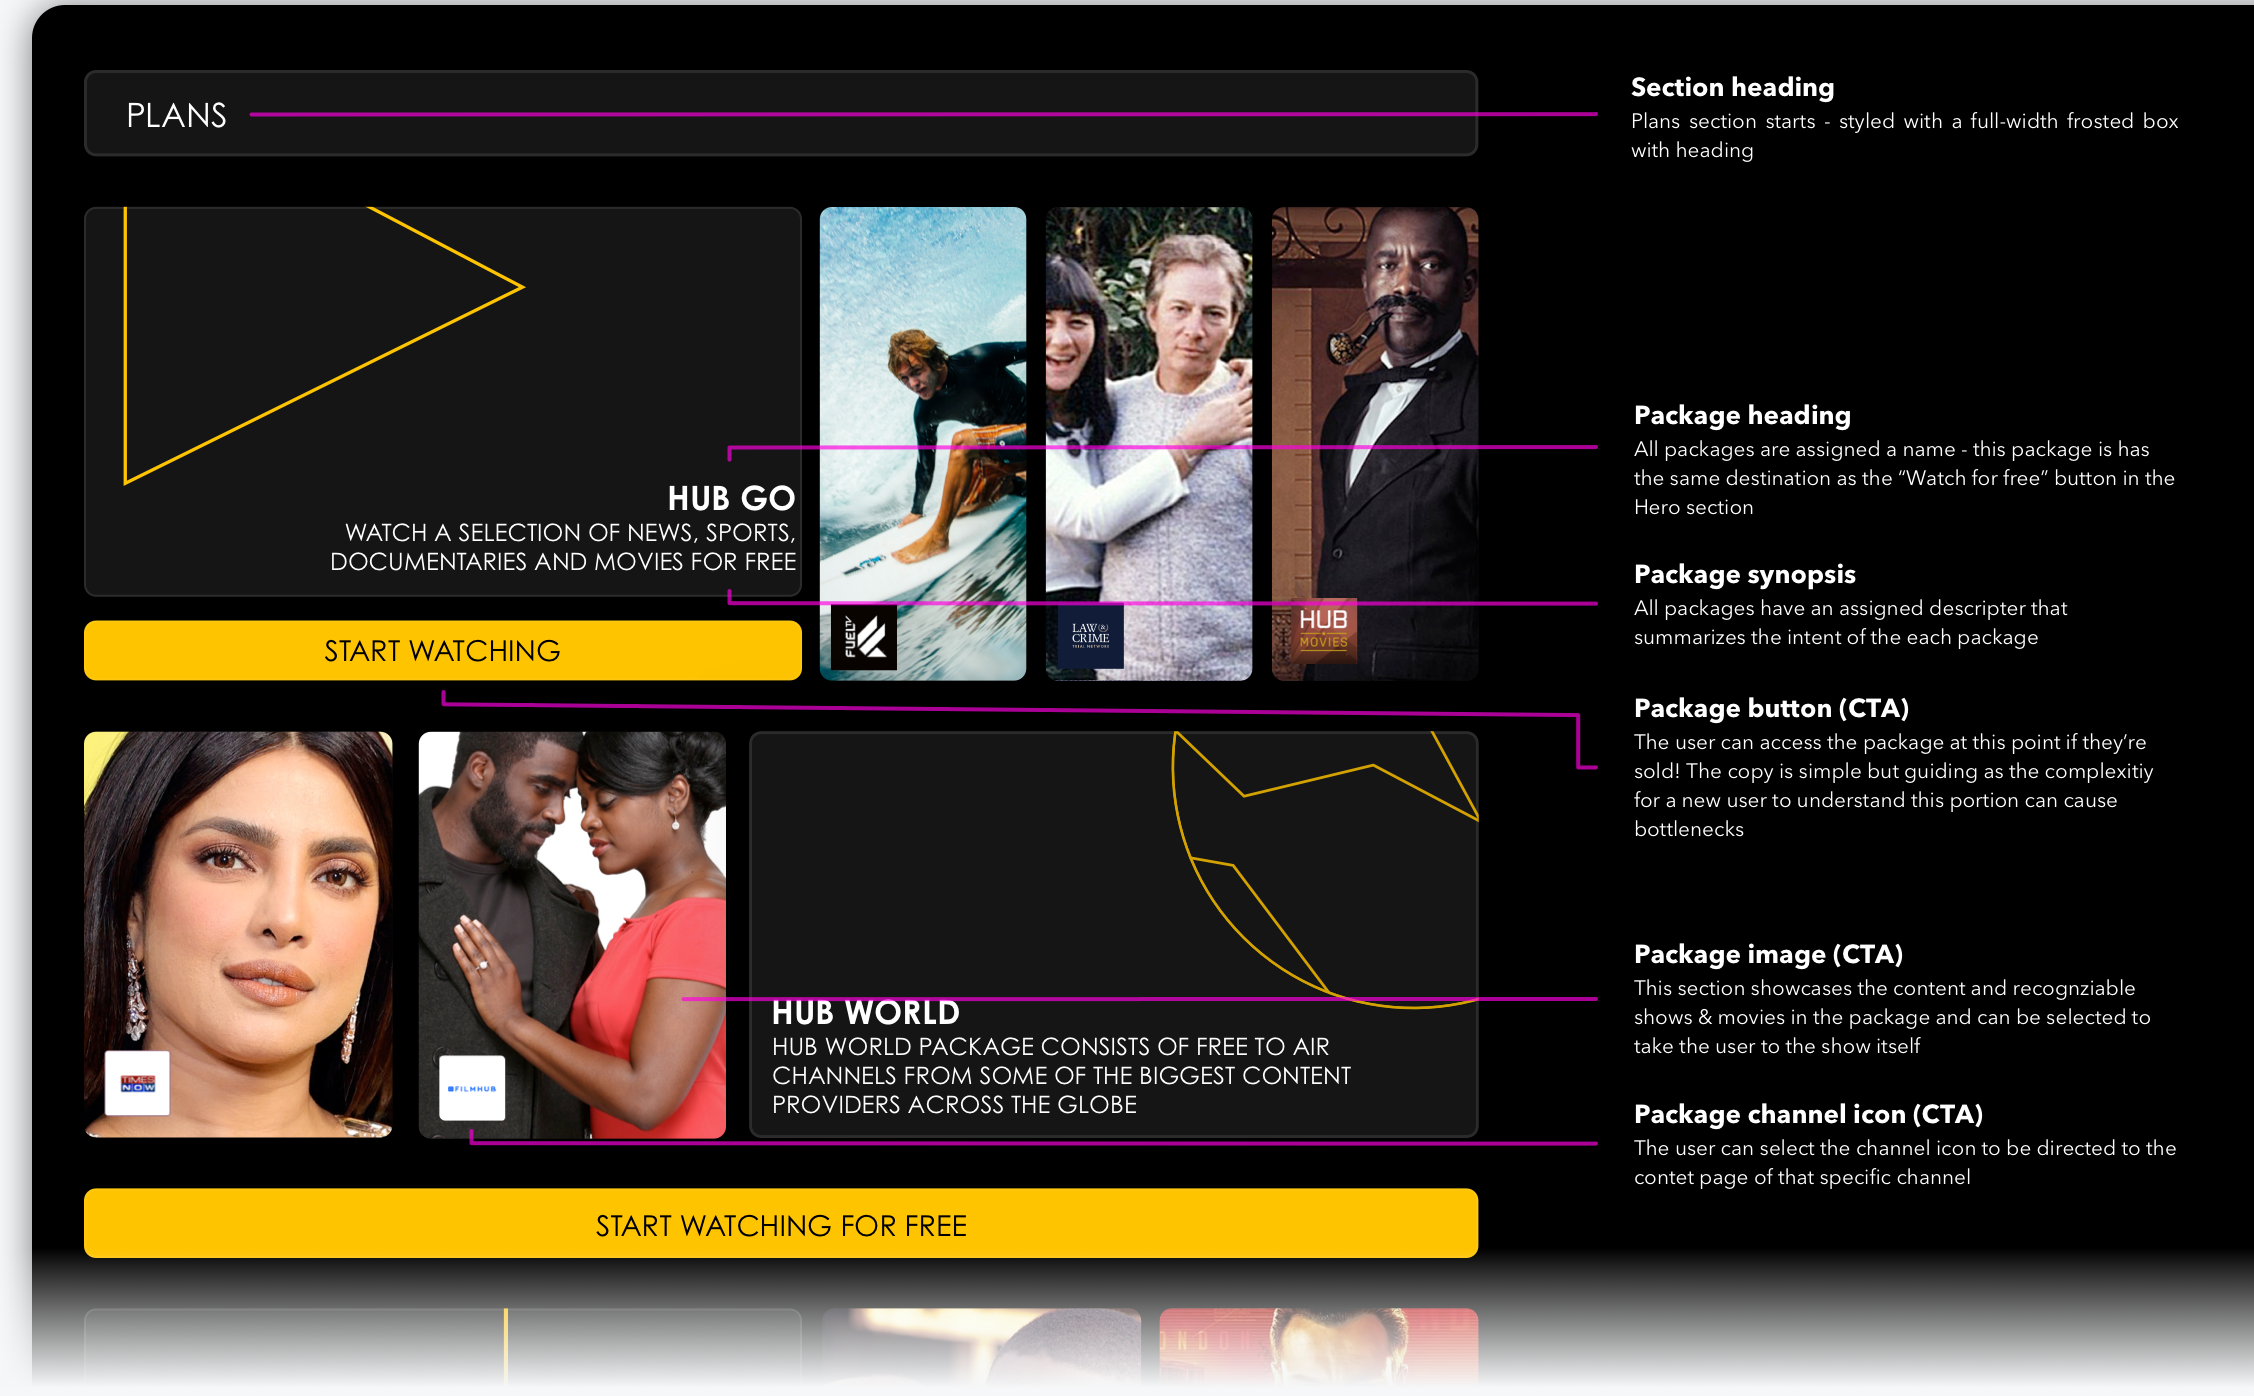 PLANS
Section heading
Plans section starts - styled with a full-width frosted box
with heading
HUB GO
WATCH A SELECTION OF NEWS, SPORTS,
DOCUMENTARIES AND MOVIES FOR FREE
START WATCHING
FUELTV
LAW &
CRIME
TRIAL NETWORK
HUB
MOVIES
Package heading
All packages are assigned a name - this package is has
the same destination as the “Watch for free” button in the
Hero section
Package synopsis
All packages have an assigned descripter that
summarizes the intent of the each package
Package button (CTA)
The user can access the package at this point if they’re
sold! The copy is simple but guiding as the complexitiy
for a new user to understand this portion can cause
bottlenecks
TIMES
NOW
FILMHUB
HUB WORLD
HUB WORLD PACKAGE CONSISTS OF FREE TO AIR
CHANNELS FROM SOME OF THE BIGGEST CONTENT
PROVIDERS ACROSS THE GLOBE
Package image (CTA)
This section showcases the content and recognziable
shows & movies in the package and can be selected to
take the user to the show itself
Package channel icon (CTA)
The user can select the channel icon to be directed to the
contet page of that specific channel
START WATCHING FOR FREE